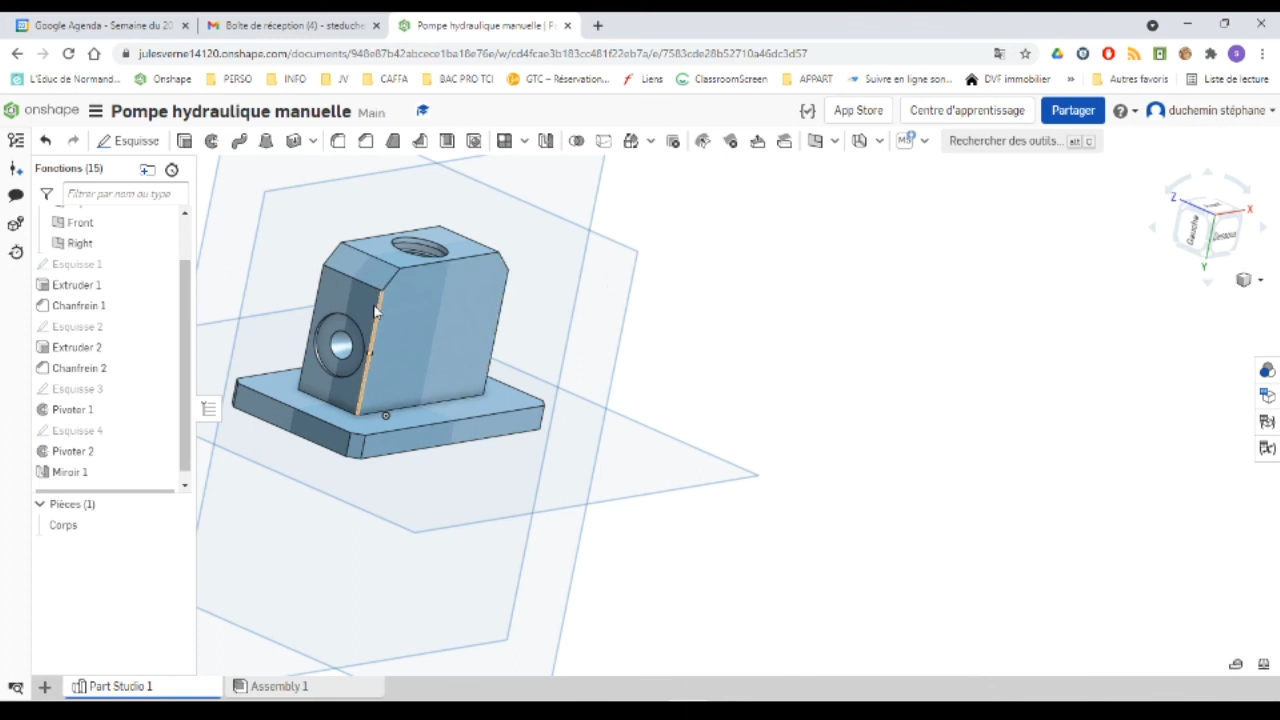 Google Agenda - Semaine du 20
Boîte de réception (4) - steduche
Pompe hydraulique manuelle | P
julesverne14120.onshape.com/documents/948e87b42abcece1ba18e76e/w/cd4fcae3b183cc481f22eb7a/e/7583cde28b52710a46dc3d57
L'Educ de Normand...
Onshape
PERSO
INFO
JV
CAFFA
BAC PRO TCI
GTC – Réservation...
Liens
ClassroomScreen
APPART
Suivre en ligne son...
DVF immobilier
»
Autres favoris
Liste de lecture
onshape
Pompe hydraulique manuelle Main
App Store
Centre d'apprentissage
Partager
duchemin stéphane
Esquisse
Rechercher des outils... alt C
Fonctions (15)
Filtrer par nom ou type
Front
Right
Esquisse 1
Extruder 1
Chanfrein 1
Esquisse 2
Extruder 2
Chanfrein 2
Esquisse 3
Pivoter 1
Esquisse 4
Pivoter 2
Miroir 1
Pièces (1)
Corps
Z
X
Y
Gauche
Dessous
Part Studio 1
Assembly 1